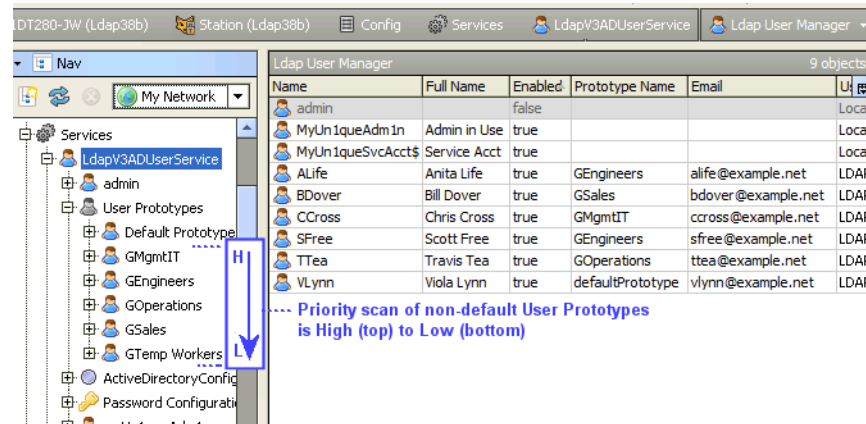 1DT280-JW (Ldap38b) Station (Ldap38b) Config Services LdapV3ADUserService Ldap User Manager
Nav
My Network
Services
LdapV3ADUserService
admin
User Prototypes
Default Prototype
GMgmtIT
GEngineers
GOperations
GSales
GTemp Workers
ActiveDirectoryConfig
Password Configurati
H
L
Ldap User Manager 9 objects
Name Full Name Enabled Prototype Name Email
admin false Loca
MyUn1queAdm1n Admin in Use true Loca
MyUn1queSvcAcct$ Service Acct true Loca
ALife Anita Life true GEngineers alife@example.net LDAP
BDover Bill Dover true GSales bdover@example.net LDAP
CCross Chris Cross true GMgmtIT ccross@example.net LDAP
SFree Scott Free true GEngineers sfree@example.net LDAP
TTea Travis Tea true GOperations ttea@example.net LDAP
VLynn Viola Lynn true defaultPrototype vlynn@example.net LDAP
Priority scan of non-default User Prototypes
is High (top) to Low (bottom)